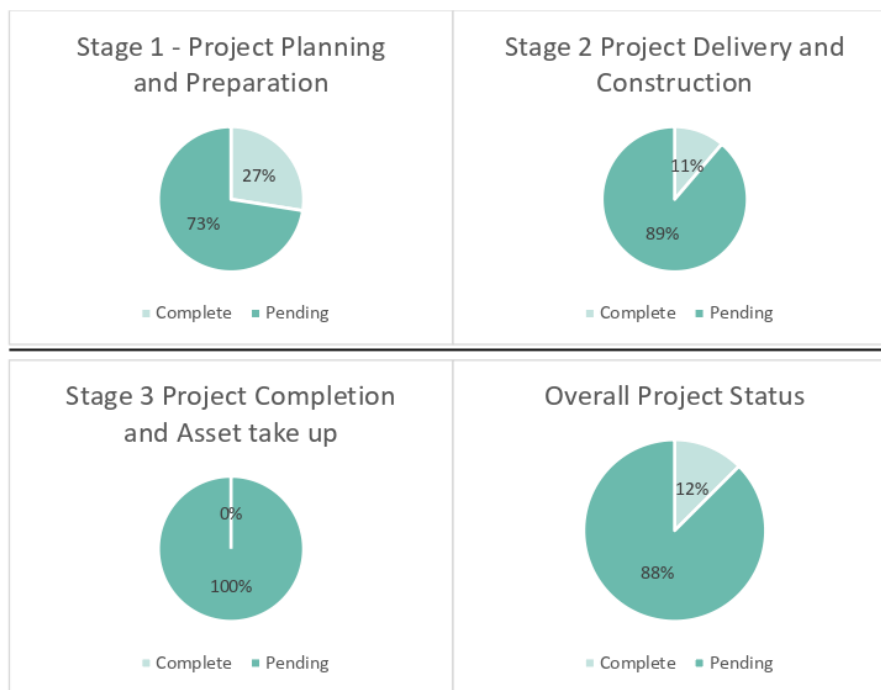 Stage 1 - Project Planning
and Preparation
27%
73%
Complete Pending
Stage 2 Project Delivery and
Construction
11%
89%
Complete Pending
Stage 3 Project Completion
and Asset take up
0%
100%
Complete Pending
Overall Project Status
12%
88%
Complete Pending